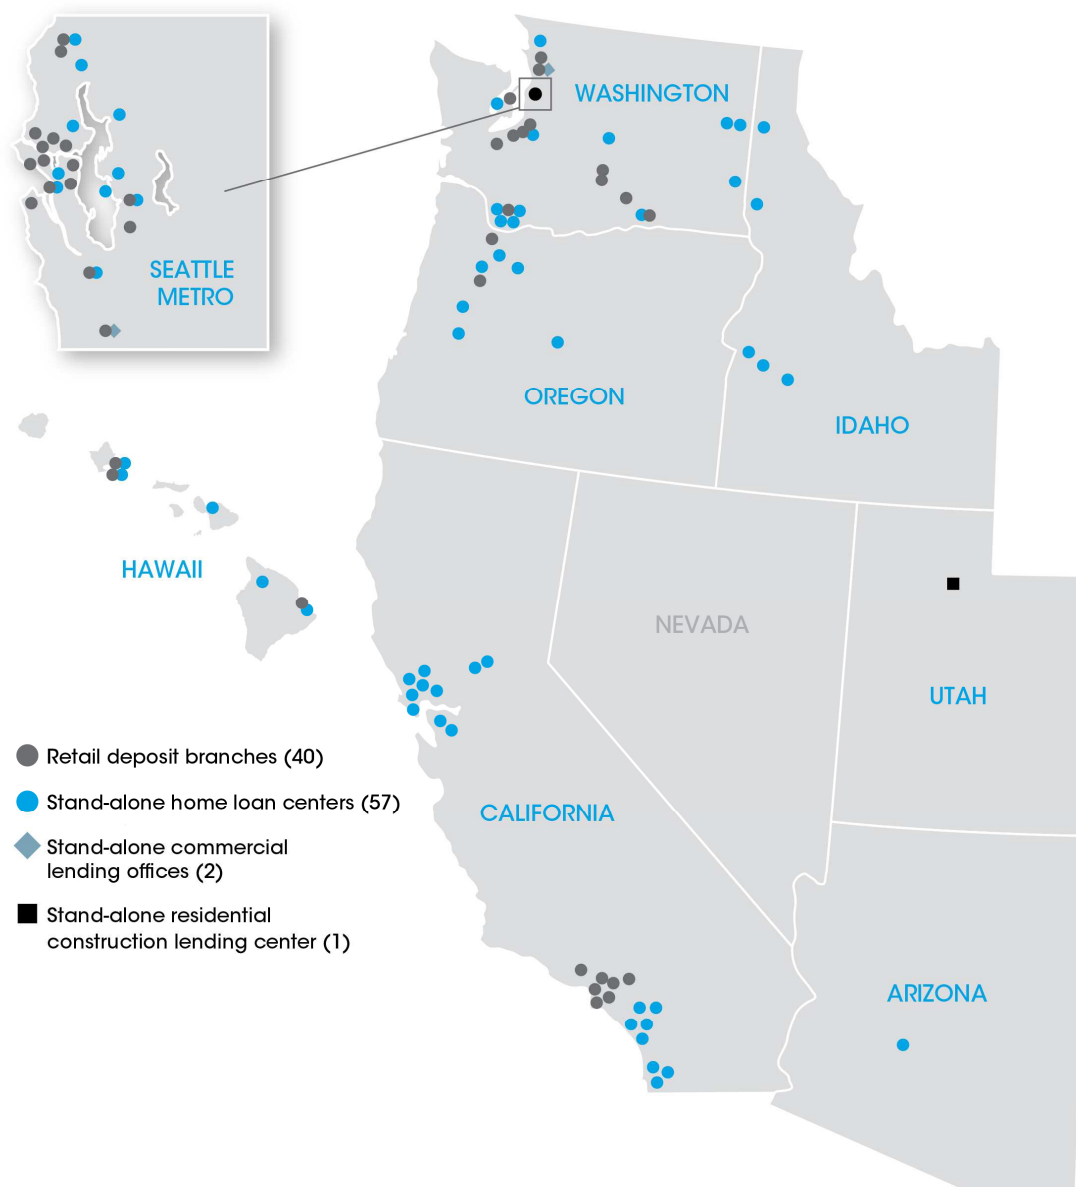 WASHINGTON
SEATTLE
METRO
OREGON
IDAHO
HAWAII
NEVADA
UTAH
Retail deposit branches (40)
Stand-alone home loan centers (57)
CALIFORNIA
Stand-alone commercial
lending offices (2)
Stand-alone residential
construction lending center (1)
ARIZONA